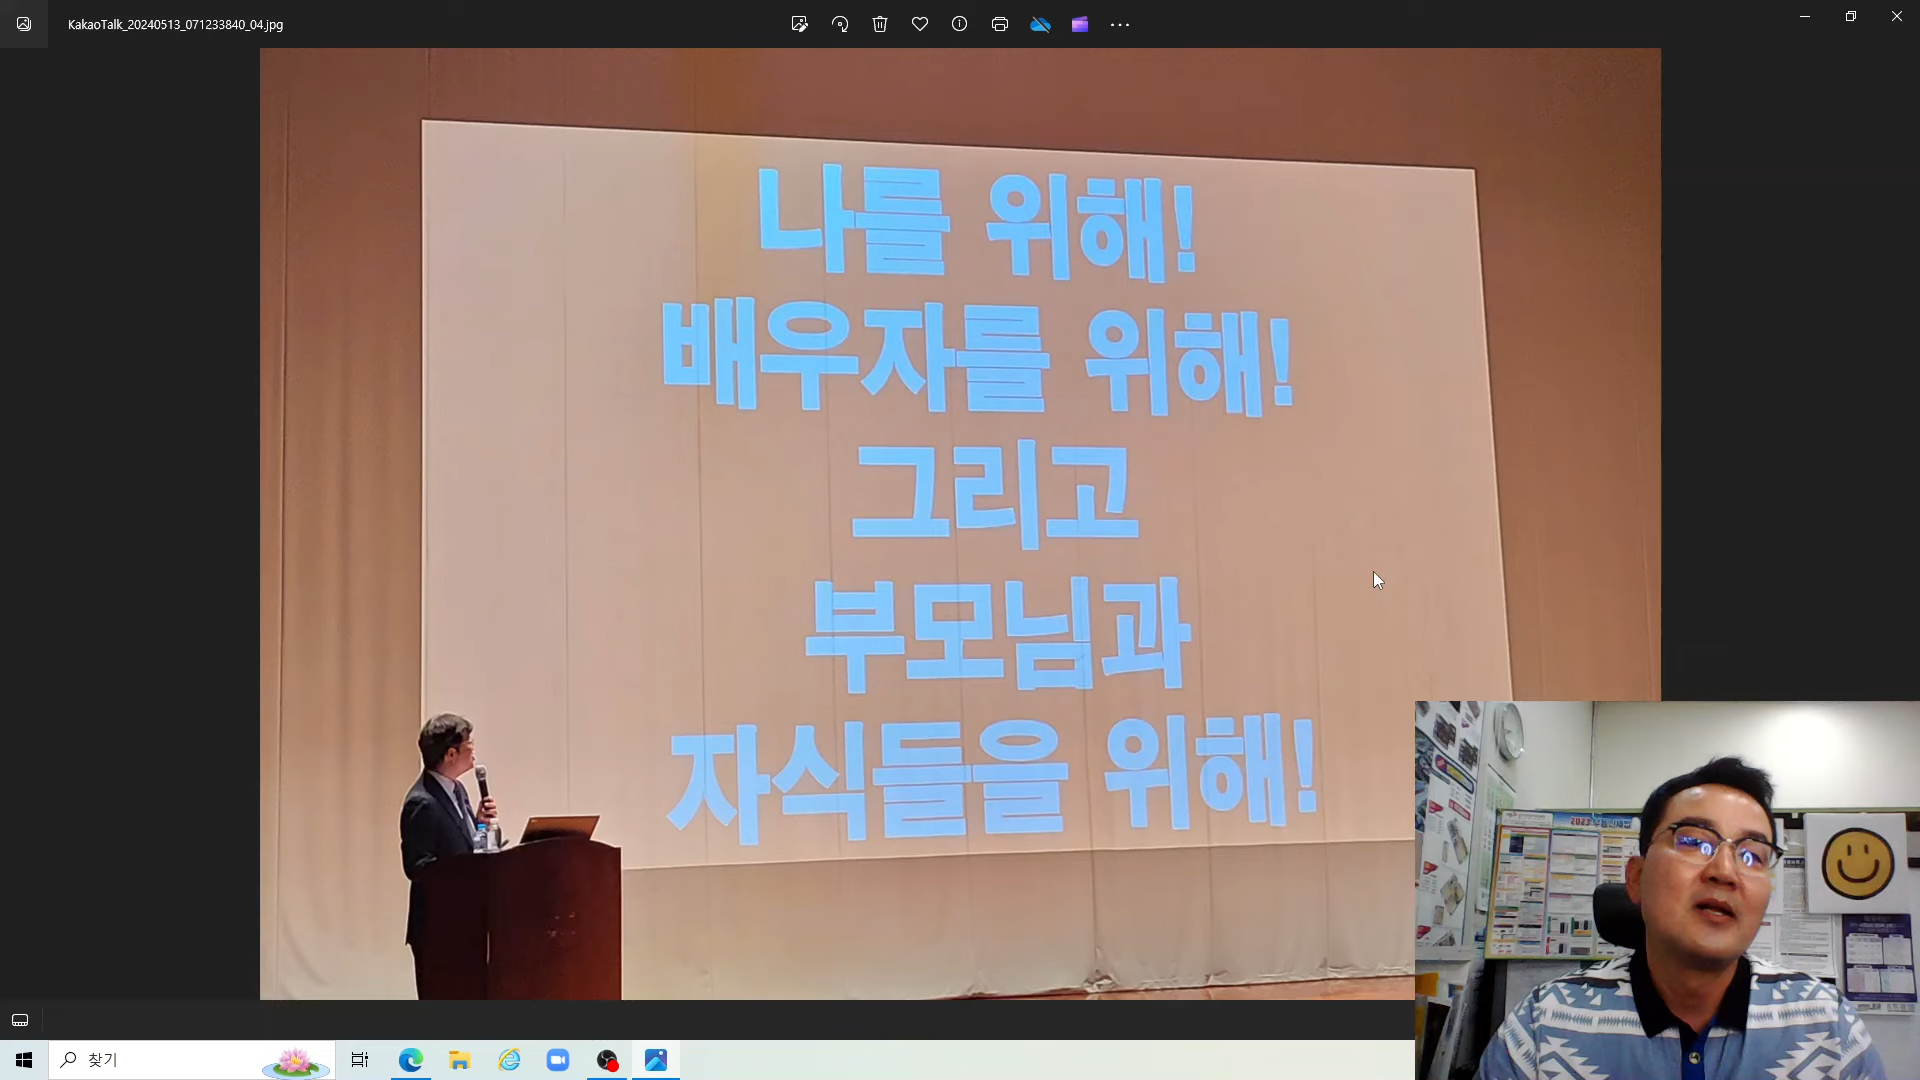 KakaoTalk_20240513_071233840_04.jpg
나를 위해!
배우자를 위해!
그리고
부모님과
자식들을 위해!
찾기